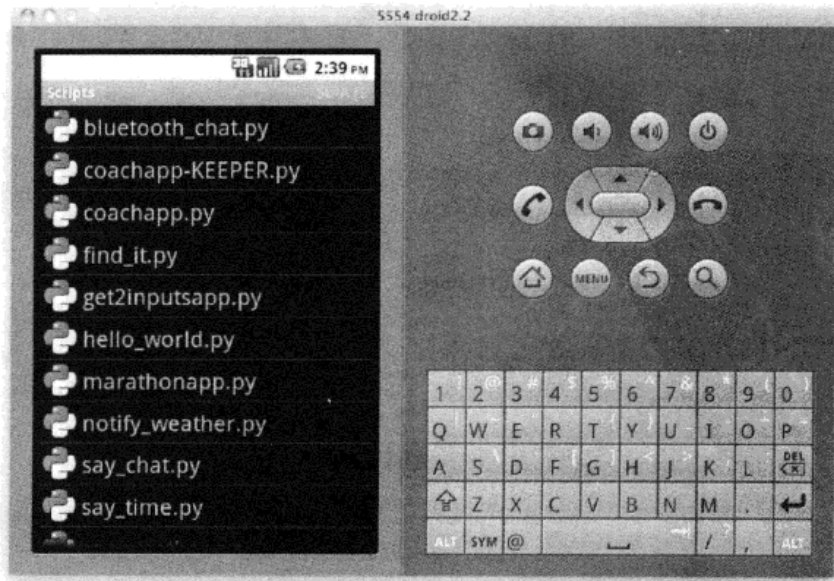 5554:droid2.2
2:39 PM
Scripts
bluetooth_chat.py
coachapp-KEEPER.py
coachapp.py
find_it.py
get2inputsapp.py
hello_world.py
marathonapp.py
notify_weather.py
say_chat.py
say_time.py
MENU
1 2 @ 3 # 4 $ 5 % 6 ^ 7 & 8 * 9 ( 0 )
Q W E R T { Y } U I O P
A S \ D F [ G ] H < J > K L DEL
Z X C V B N M .
ALT SYM @ / ? , ALT